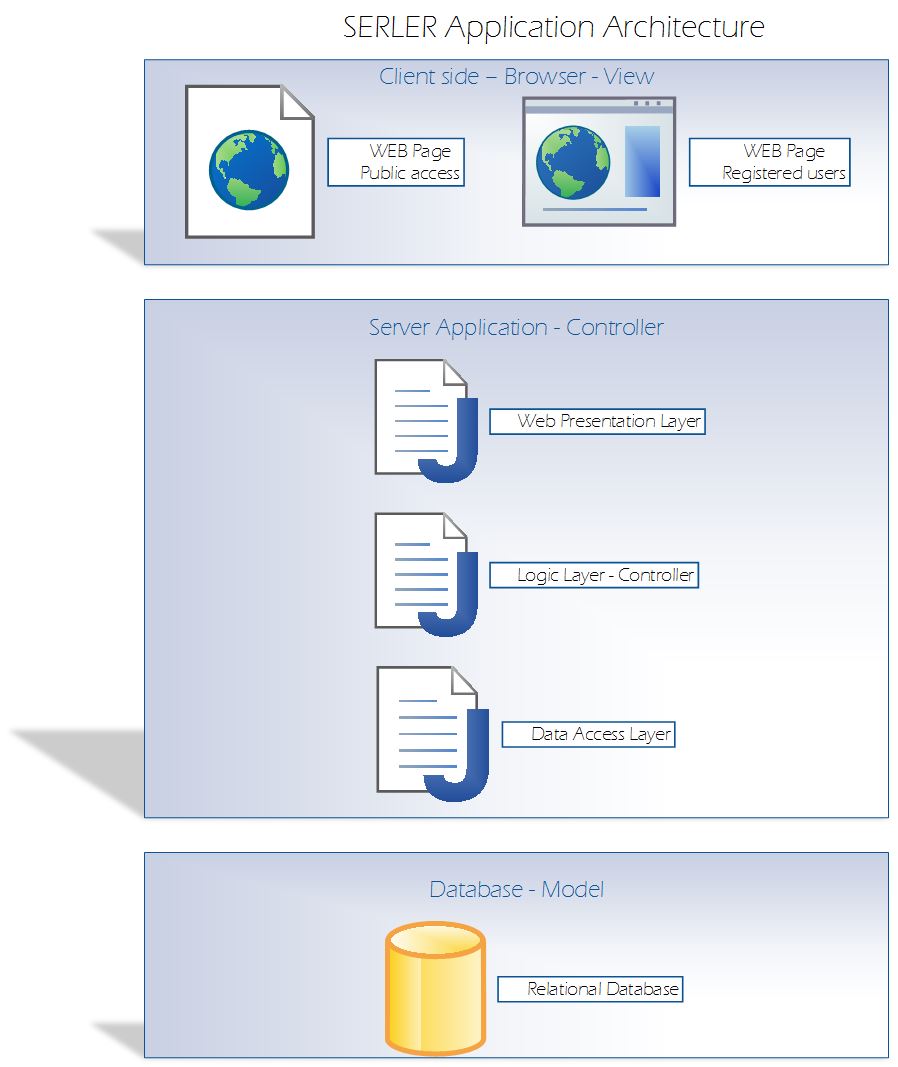 SERLER Application Architecture
Client side – Browser - View
WEB Page
Public access
WEB Page
Registered users
Server Application - Controller
Web Presentation Layer
Logic Layer - Controller
Data Access Layer
Database - Model
Relational Database